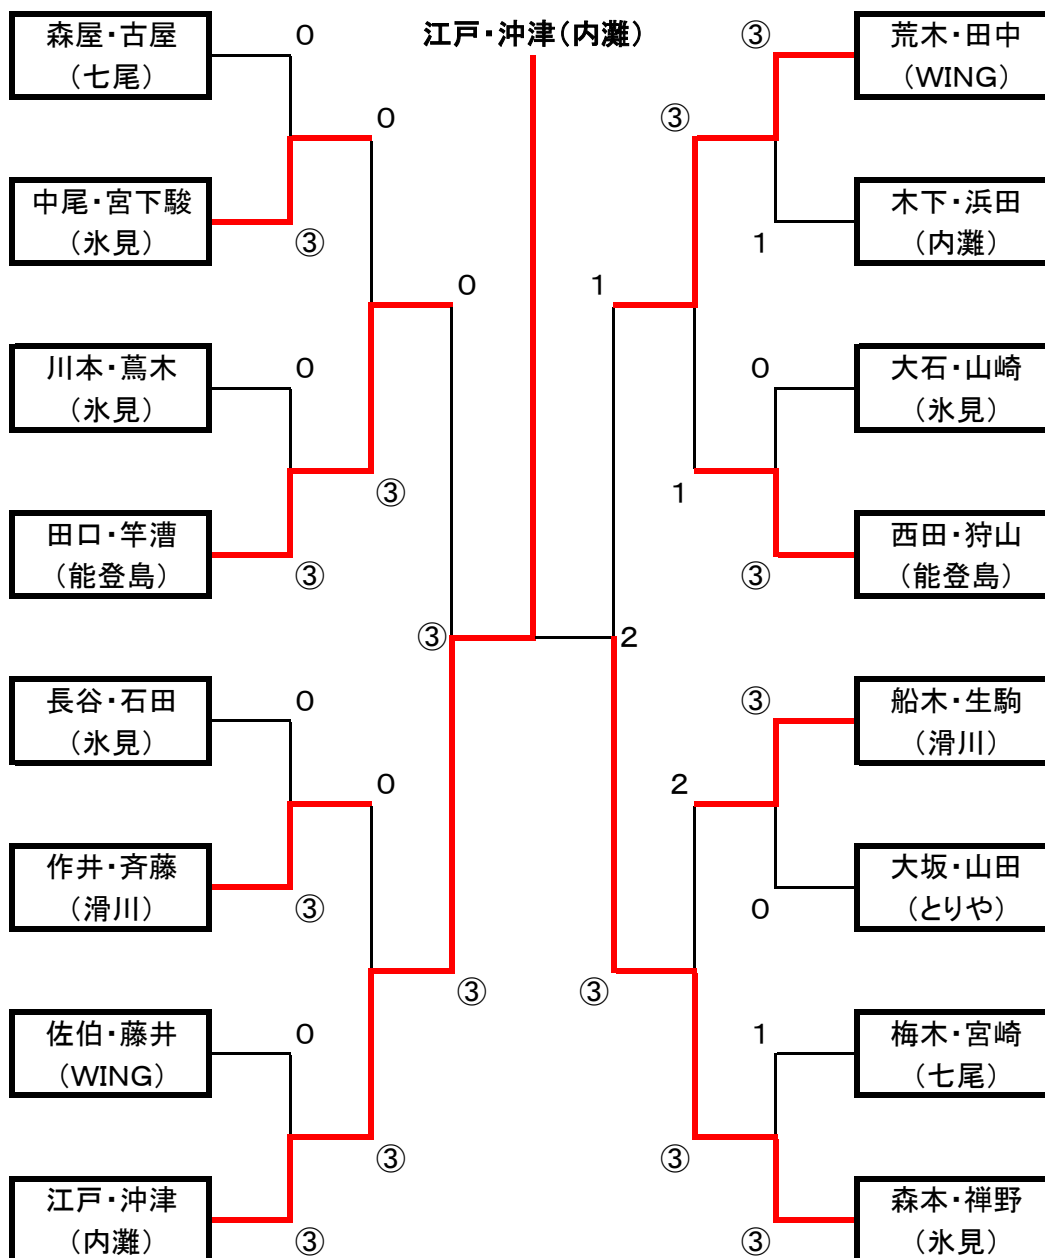 江戸・沖津（内灘）
森屋・古屋
（七尾）
0
0
中尾・宮下駿
（氷見）
③
0
川本・蔦木
（氷見）
0
③
田口・竿漕
（能登島）
③
③
長谷・石田
（氷見）
0
0
作井・斉藤
（滑川）
③
③
佐伯・藤井
（WING）
0
③
江戸・沖津
（内灘）
③
③
荒木・田中
（WING）
③
木下・浜田
（内灘）
1
1
大石・山崎
（氷見）
0
1
西田・狩山
（能登島）
③
2
③
船木・生駒
（滑川）
2
大坂・山田
（とりや）
0
③
1
梅木・宮崎
（七尾）
③
森本・禅野
（氷見）
③